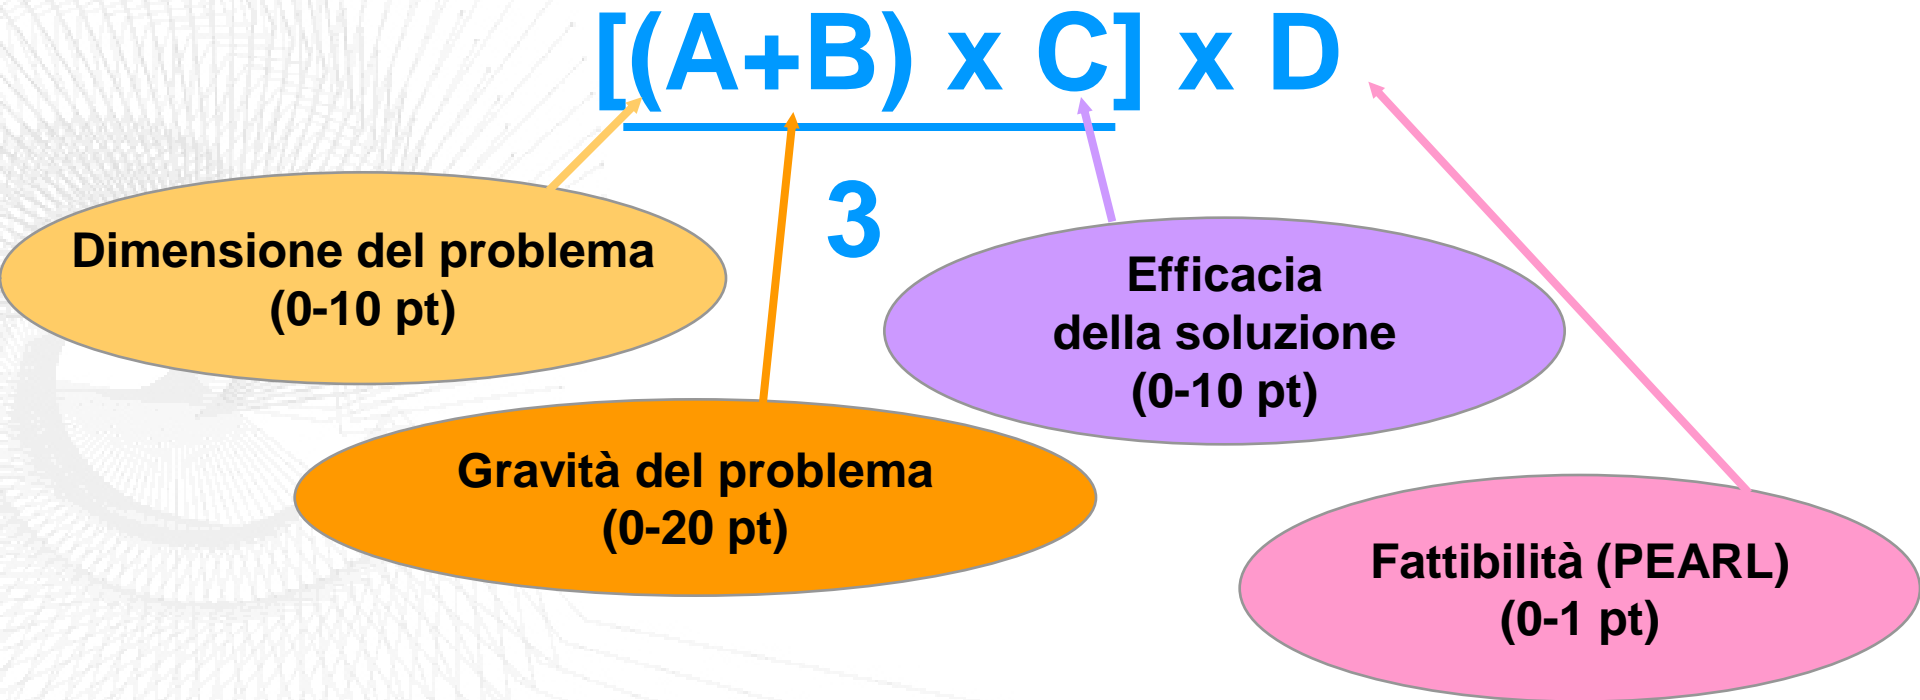 [(A+B) x C] x D
3
Dimensione del problema
(0-10 pt)
Efficacia
della soluzione
(0-10 pt)
Gravità del problema
(0-20 pt)
Fattibilità (PEARL)
(0-1 pt)